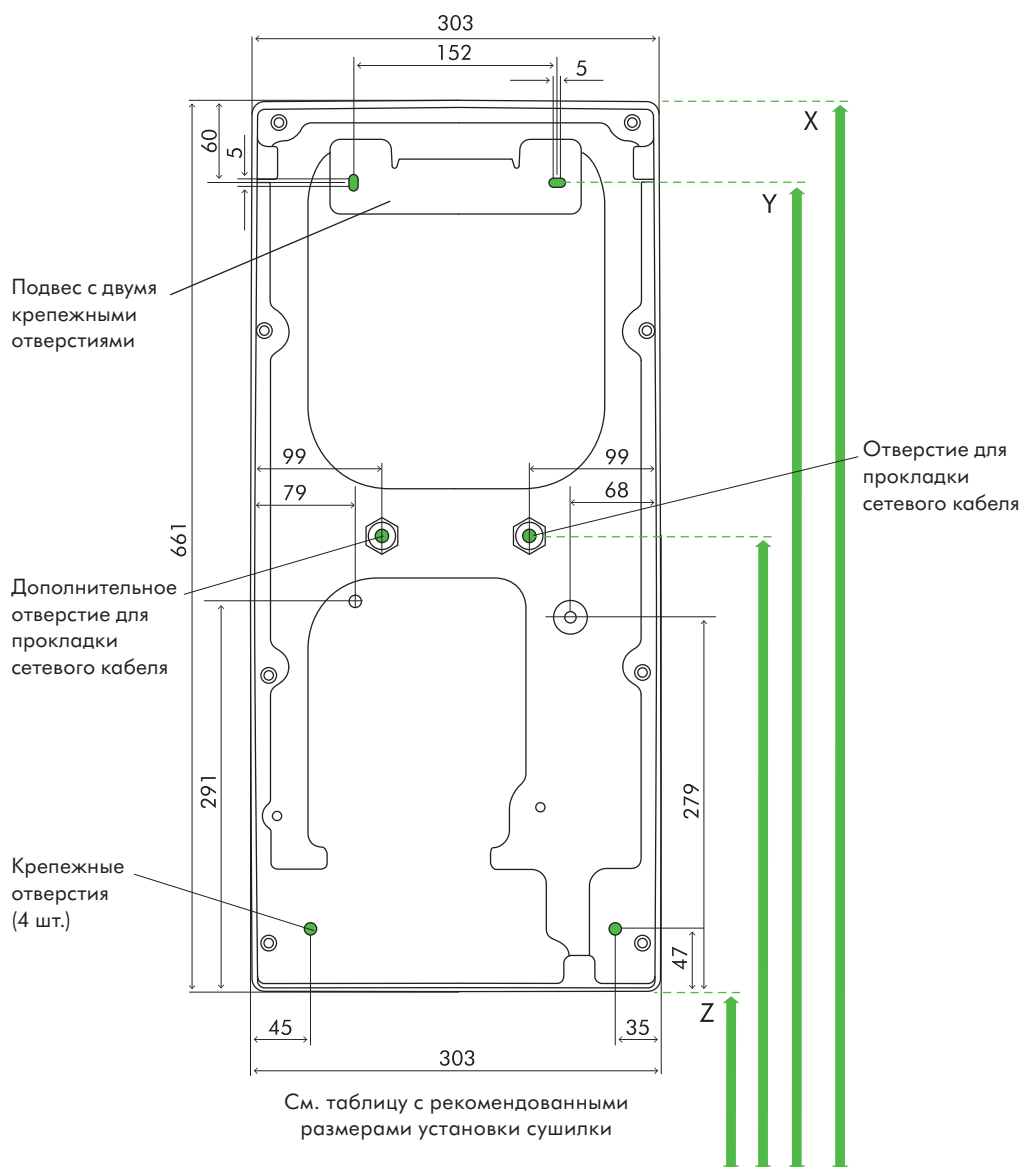 303
152
5
X
60
5
Y
Подвес с двумя
крепежными
отверстиями
99
99
Отверстие для
прокладки
сетевого кабеля
79
68
661
Дополнительное
отверстие для
прокладки
сетевого кабеля
291
279
Крепежные
отверстия
(4 шт.)
47
Z
45
35
303
См. таблицу с рекомендованными
размерами установки сушилки